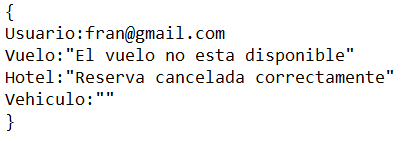 {
Usuario:fran@gmail.com
Vuelo:"El vuelo no esta disponible"
Hotel:"Reserva cancelada correctamente"
Vehiculo:""
}